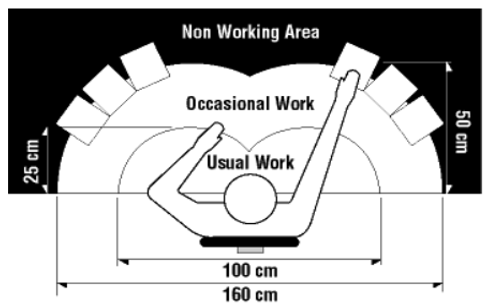 Non Working Area
Occasional Work
Usual Work
25 cm
50 cm
100 cm
160 cm